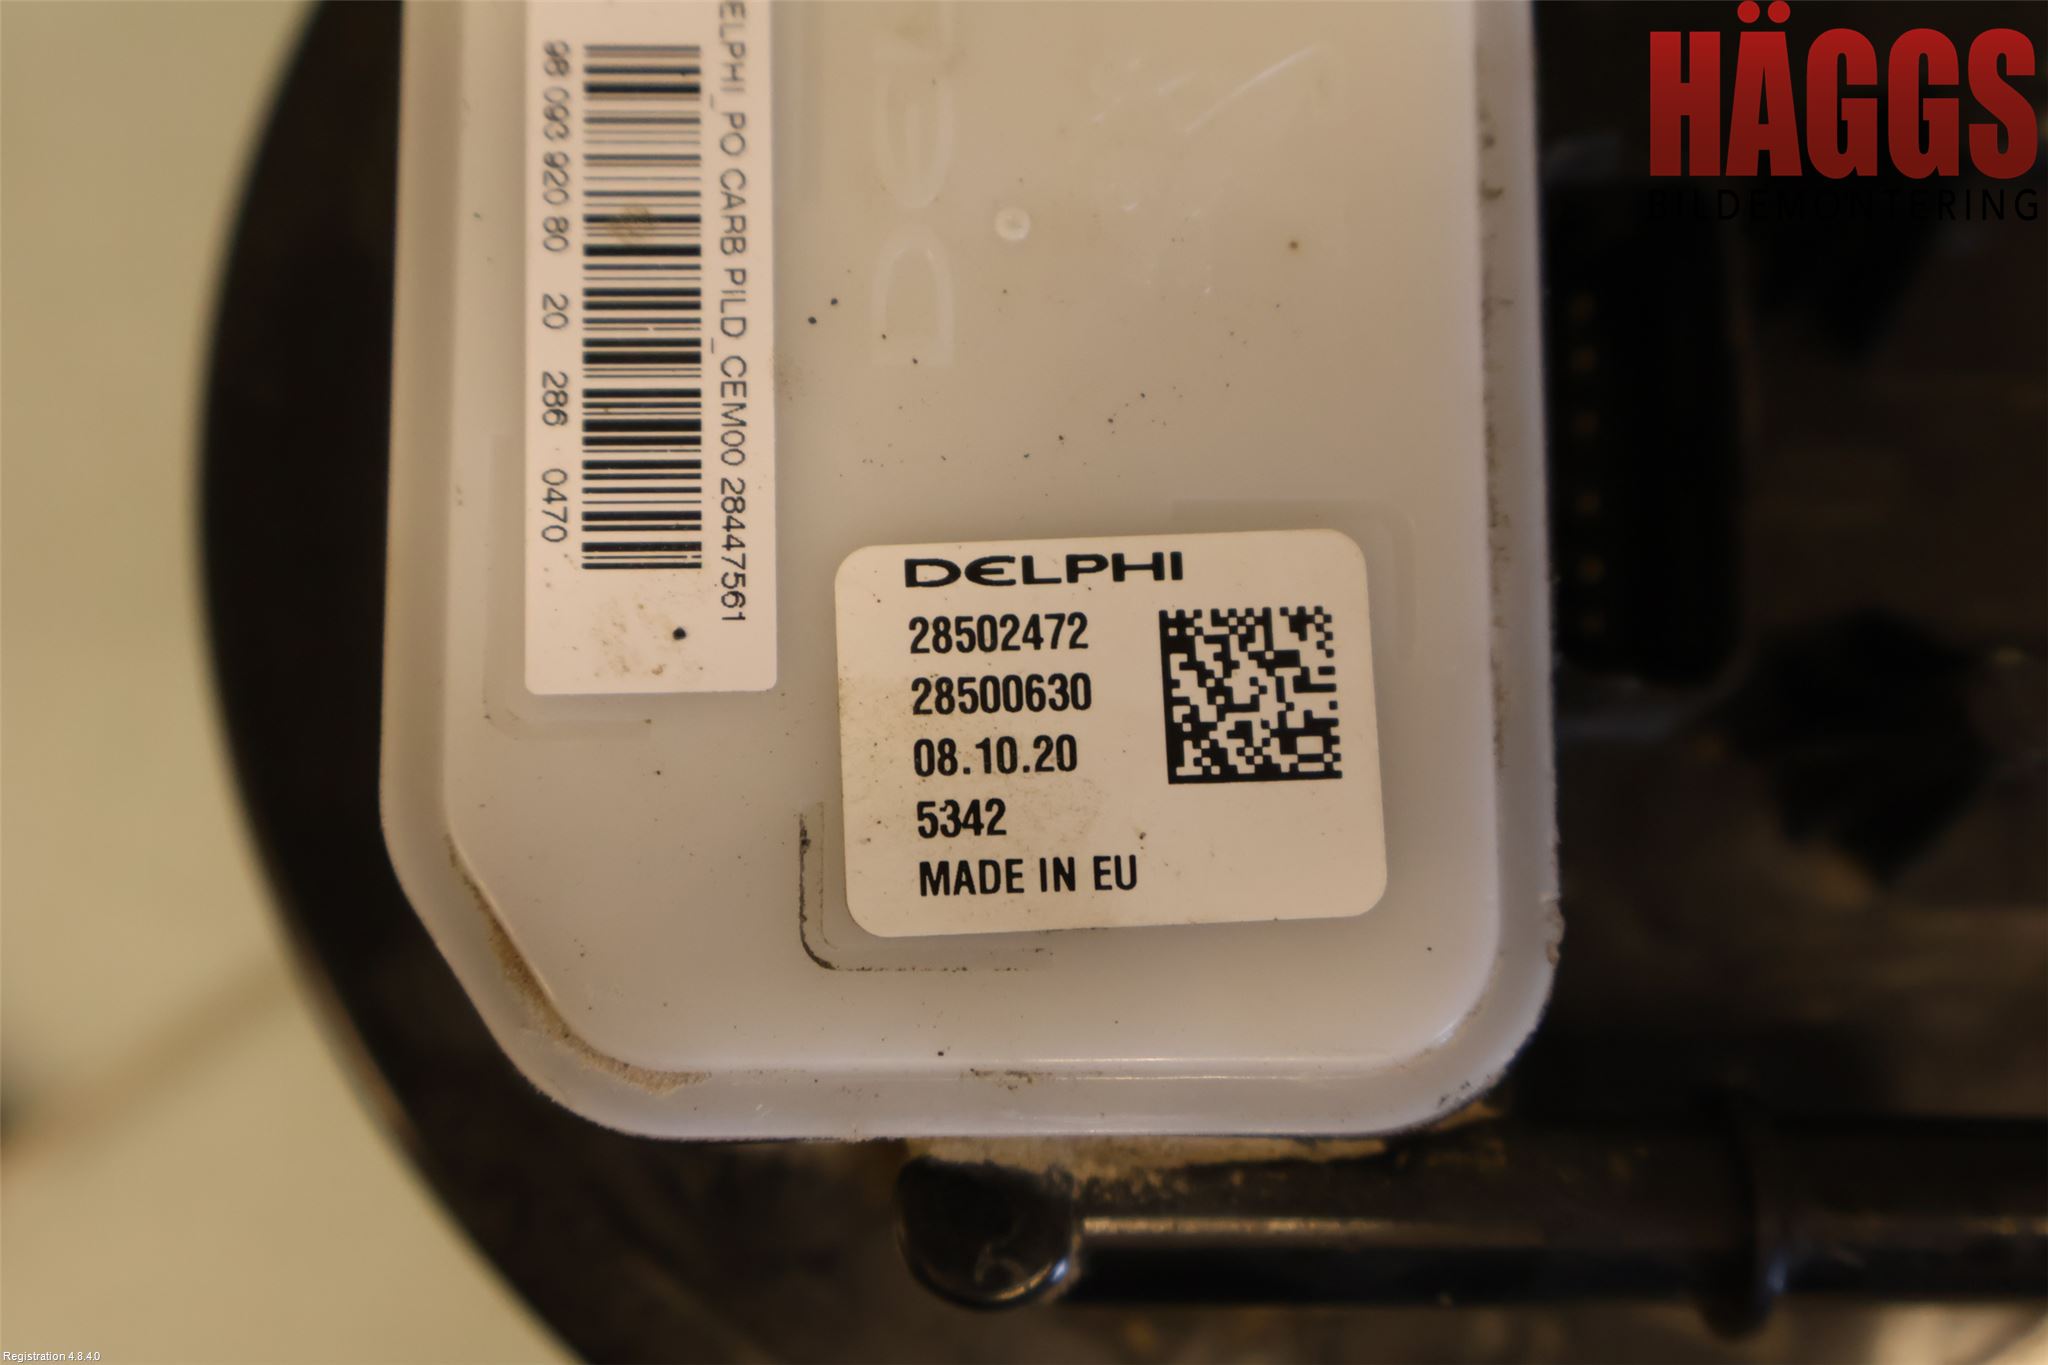 HÄGGS
BILDEMONTERING
ELPHI_PO CARB PILD_CEM00 28447561
98 093 920 80 20 286 0470
DELPHI
28502472
28500630
08.10.20
5342
MADE IN EU
Registration 4.8.4.0